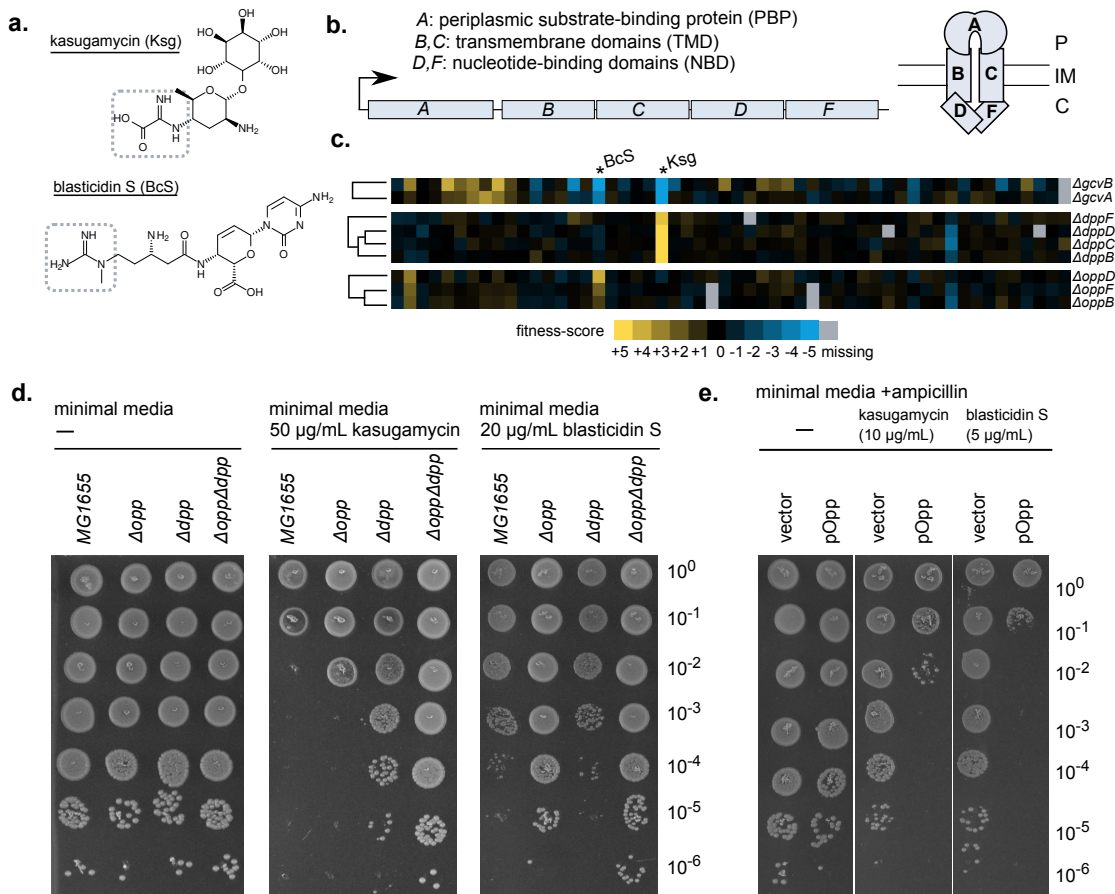 a.
kasugamycin (Ksg)
OH
OH
HO
OH
HO
OH
O
NH
O
O
HO
N
H
NH2
O
blasticidin S (BcS)
NH2
NH
NH2
O
N
N
O
H2N
N
N
H
O
O
OH
b.
A: periplasmic substrate-binding protein (PBP)
B,C: transmembrane domains (TMD)
D,F: nucleotide-binding domains (NBD)
A B C D F
A
B C
D F
P
IM
C
c.
*BcS *Ksg
ΔgcvB
ΔgcvA
ΔdppF
ΔdppD
ΔdppC
ΔdppB
ΔoppD
ΔoppF
ΔoppB
fitness-score
+5 +4 +3 +2 +1 0 -1 -2 -3 -4 -5 missing
d.
minimal media
—
MG1655 Δopp Δdpp ΔoppΔdpp
minimal media
50 µg/mL kasugamycin
MG1655 Δopp Δdpp ΔoppΔdpp
minimal media
20 µg/mL blasticidin S
MG1655 Δopp Δdpp ΔoppΔdpp
10⁰
10⁻¹
10⁻²
10⁻³
10⁻⁴
10⁻⁵
10⁻⁶
e.
minimal media +ampicillin
—
kasugamycin
(10 µg/mL)
blasticidin S
(5 µg/mL)
vector pOpp vector pOpp vector pOpp
10⁰
10⁻¹
10⁻²
10⁻³
10⁻⁴
10⁻⁵
10⁻⁶